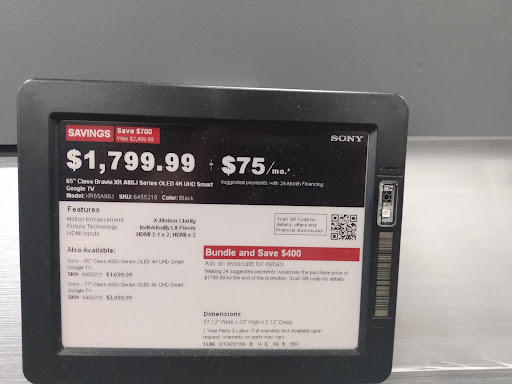 SAVINGS Save $700
Was $2,499.99
SONY
$1,799.99 $75/mo.*
65" Class Bravia XR A80J Series OLED 4K UHD Smart
Google TV
Suggested payments with 24-Month Financing
Model: XR65A80J SKU: 6455218 Color: Black
Features
Motion Enhancement X-Motion Clarity
Picture Technology Individually Lit Pixels
HDMI Inputs HDMI 2.1 x 2, HDMI x 2
Scan QR Code for
details, offers and
financial disclosures
Also Available:
Sony - 55" Class A80J Series OLED 4K UHD Smart
Google TV
SKU: 6455217 $1,699.99
Sony - 77" Class A80J Series OLED 4K UHD Smart
Google TV
SKU: $2,999.99
Bundle and Save $400
Ask an associate for details.
*Making 24 suggested payments would pay the purchase price of
$1799.99 by the end of the promotion. Scan QR code for details.
Dimensions
57.12" Wide x 33" High x 2.12" Deep
1 Year Parts & Labor. Full warranty text available upon
request - warranty on parts may vary